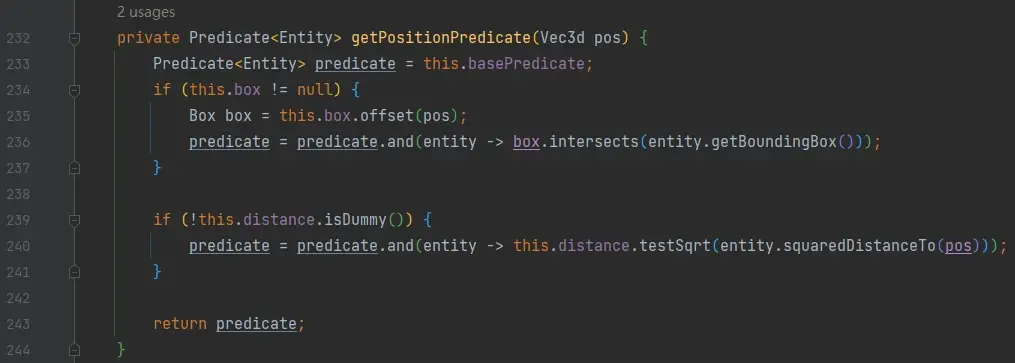 2 usages
232 private Predicate<Entity> getPositionPredicate(Vec3d pos) {
233 Predicate<Entity> predicate = this.basePredicate;
234 if (this.box != null) {
235 Box box = this.box.offset(pos);
236 predicate = predicate.and(entity -> box.intersects(entity.getBoundingBox()));
237 }
238
239 if (!this.distance.isDummy()) {
240 predicate = predicate.and(entity -> this.distance.testSqrt(entity.squaredDistanceTo(pos)));
241 }
242
243 return predicate;
244 }